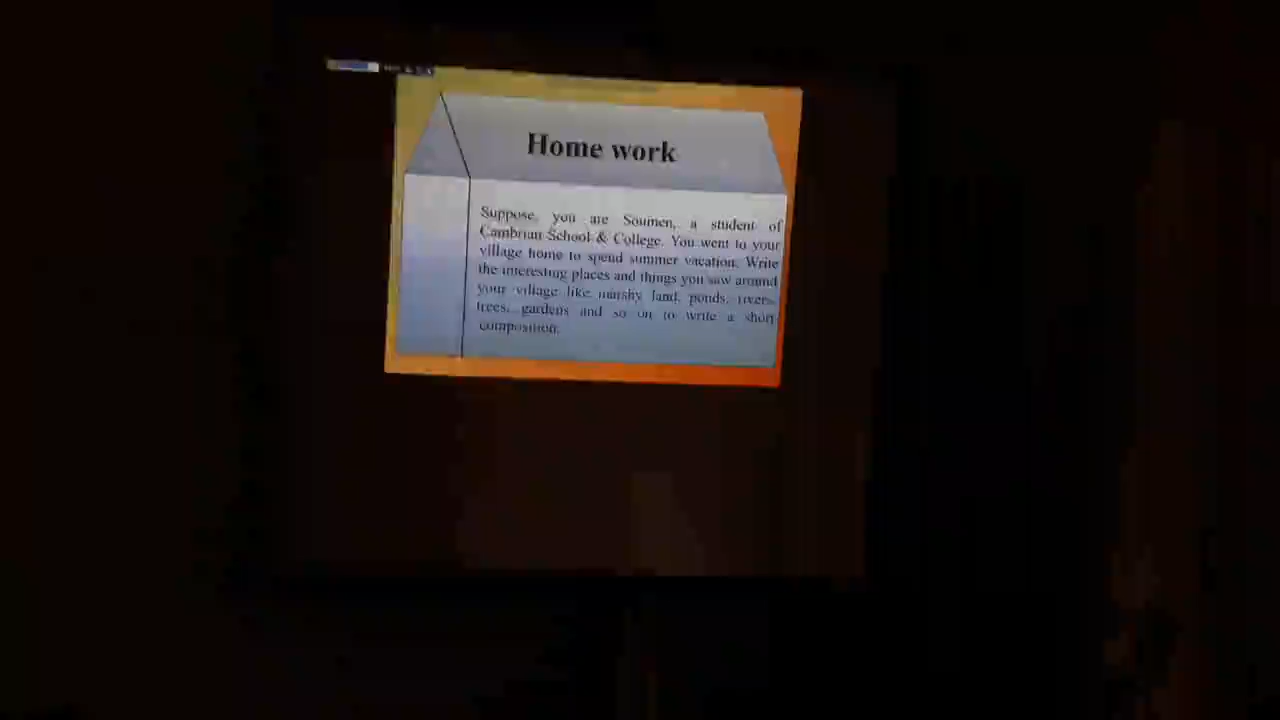 Home work
Suppose, you are Soumen, a student of
Cambrian School & College. You went to your
village home to spend summer vacation. Write
the interesting places and things you saw around
your village like marshy land, ponds, rivers,
trees, gardens and so on to write a short
composition.